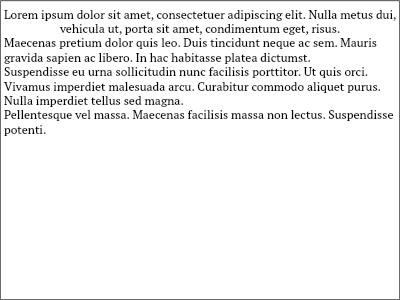 Lorem ipsum dolor sit amet, consectetuer adipiscing elit. Nulla metus dui,
vehicula ut, porta sit amet, condimentum eget, risus.
Maecenas pretium dolor quis leo. Duis tincidunt neque ac sem. Mauris
gravida sapien ac libero. In hac habitasse platea dictumst.
Suspendisse eu urna sollicitudin nunc facilisis porttitor. Ut quis orci.
Vivamus imperdiet malesuada arcu. Curabitur commodo aliquet purus.
Nulla imperdiet tellus sed magna.
Pellentesque vel massa. Maecenas facilisis massa non lectus. Suspendisse
potenti.